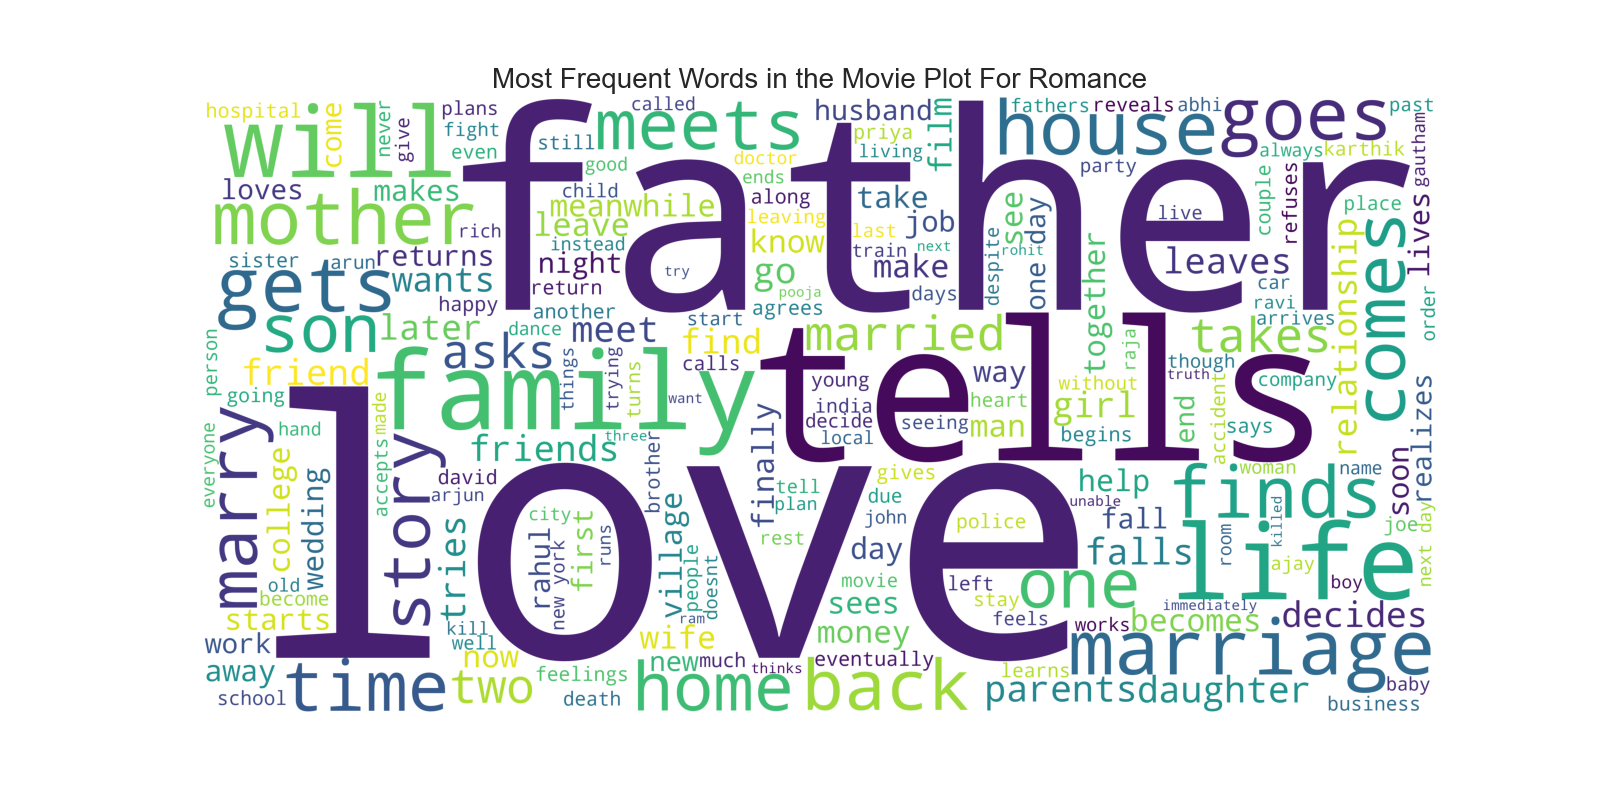 Most Frequent Words in the Movie Plot For Romance
hospital
come
never
give
plans
fight
even
called
still
meets
husband
priya
living
film
fathers
reveals
abhi
house
goes
past
always
karthik
gautham
will
father
good
doctor
ends
party
couple
refuses
place
loves
makes
child
along
take
see
day
live
lives
mother
rich
meanwhile
leave
instead
leaving
know
last
job
train
next
rohit
one day
despite
relationship
comes
sister
arun
returns
night
try
go
pooja
make
days
leaves
car
ravi
gets
wants
happy
return
another
agrees
start
arrives
order
son
later
dance
meet
find
married
together
raja
takes
person
friend
asks
things
trying
turns
calls
tells
young
way
though
truth
company
going
family
want
india
decide
local
seeing
heart
man
without
girl
begins
end
accident
says
realizes
marry
hand
made
accepts
story
friends
three
brother
finally
gives
help
woman
name
finds
soon
everyone
college
wedding
david
arjun
love
tell
plan
due
john
unable
fall
room
killed
joe
next day
old
become
tries
city
rahul
new york
first
runs
village
people
doesnt
ram
rest
police
day
falls
life
ajay
boy
movie
left
stay
one
immediately
starts
kill
well
work
wife
sees
money
feels
works
becomes
decides
away
now
feelings
new
much
thinks
eventually
learns
marriage
baby
school
time
two
death
home
back
parents
daughter
business